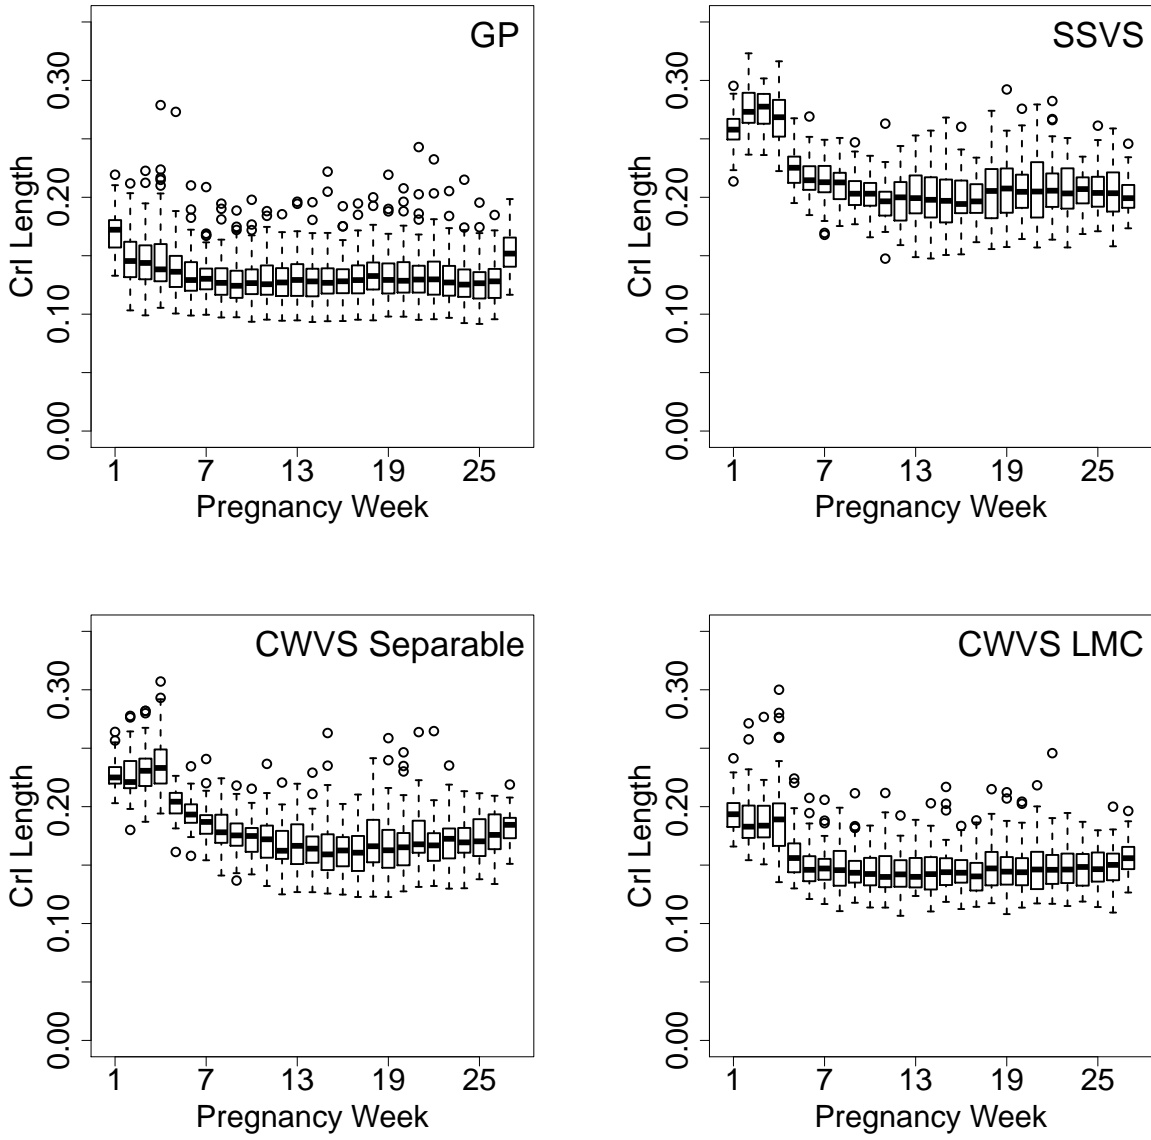 GP
CrI Length
0.00 0.10 0.20 0.30
1 7 13 19 25
Pregnancy Week
SSVS
CrI Length
0.00 0.10 0.20 0.30
1 7 13 19 25
Pregnancy Week
CWVS Separable
CrI Length
0.00 0.10 0.20 0.30
1 7 13 19 25
Pregnancy Week
CWVS LMC
CrI Length
0.00 0.10 0.20 0.30
1 7 13 19 25
Pregnancy Week